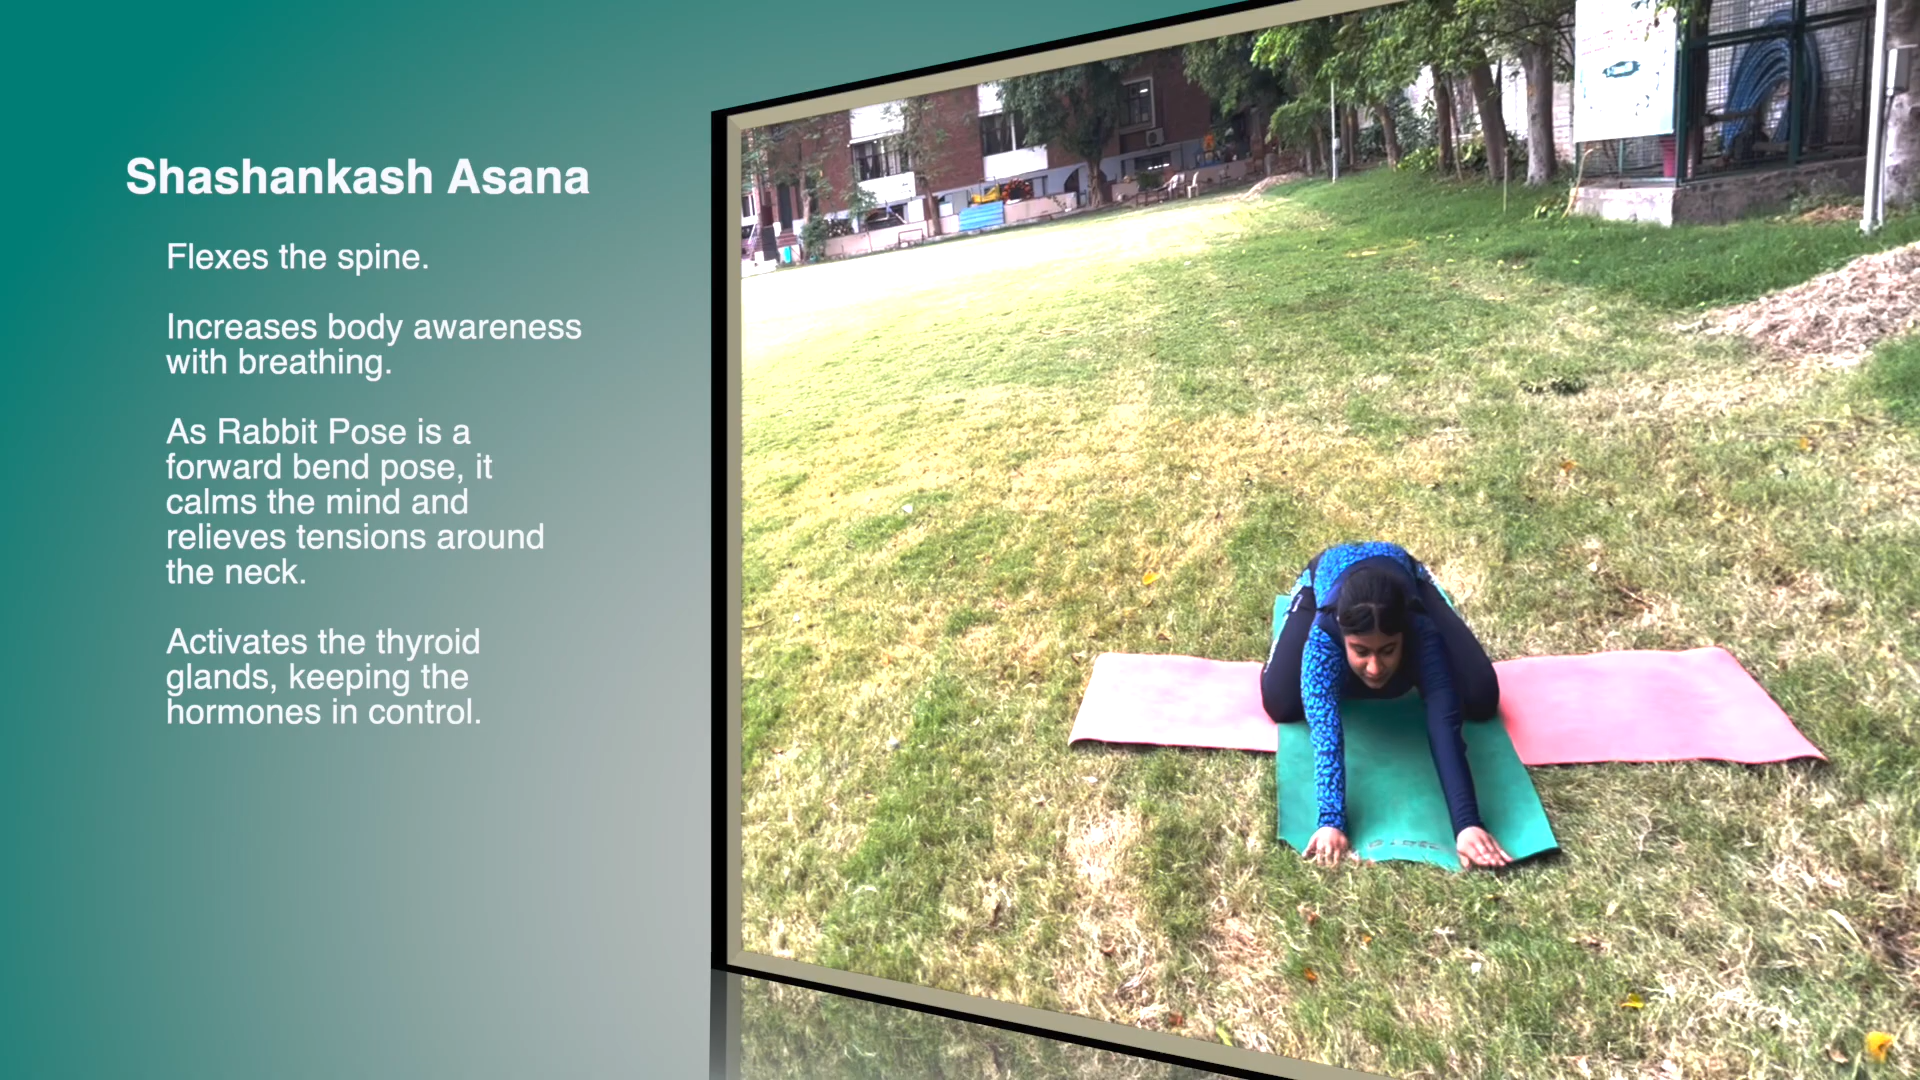 Shashankash Asana
Flexes the spine.
Increases body awareness
with breathing.
As Rabbit Pose is a
forward bend pose, it
calms the mind and
relieves tensions around
the neck.
Activates the thyroid
glands, keeping the
hormones in control.